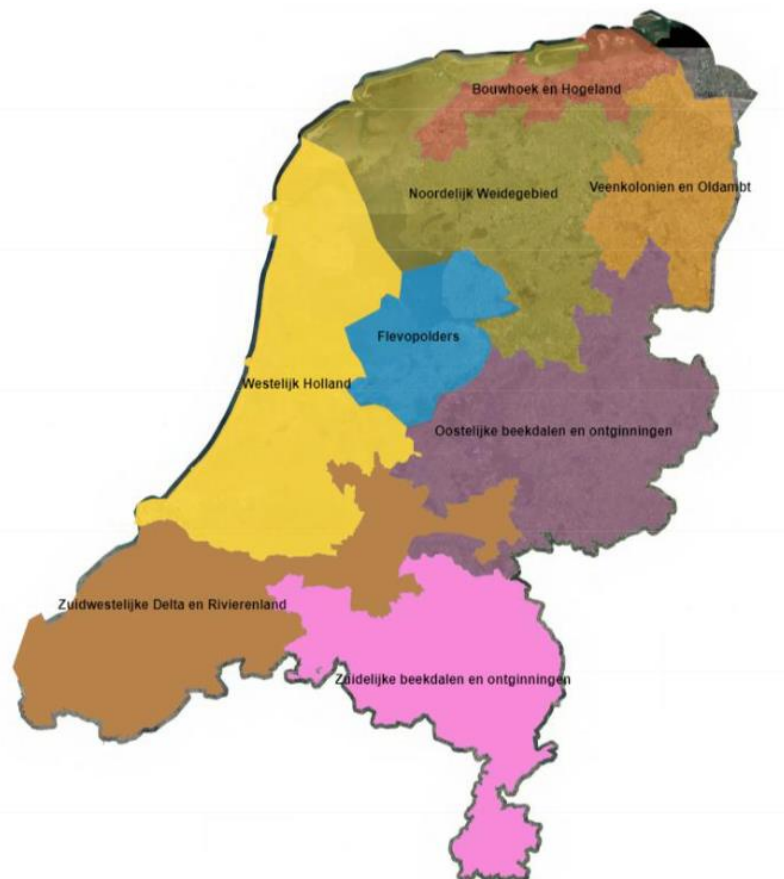 Bouwhoek en Hogeland
Veenkolonien en Oldambt
Noordelijk Weidegebied
Flevopolders
Westelijk Holland
Oostelijke beekdalen en ontginningen
Zuidwestelijke Delta en Rivierenland
Zuidelijke beekdalen en ontginningen